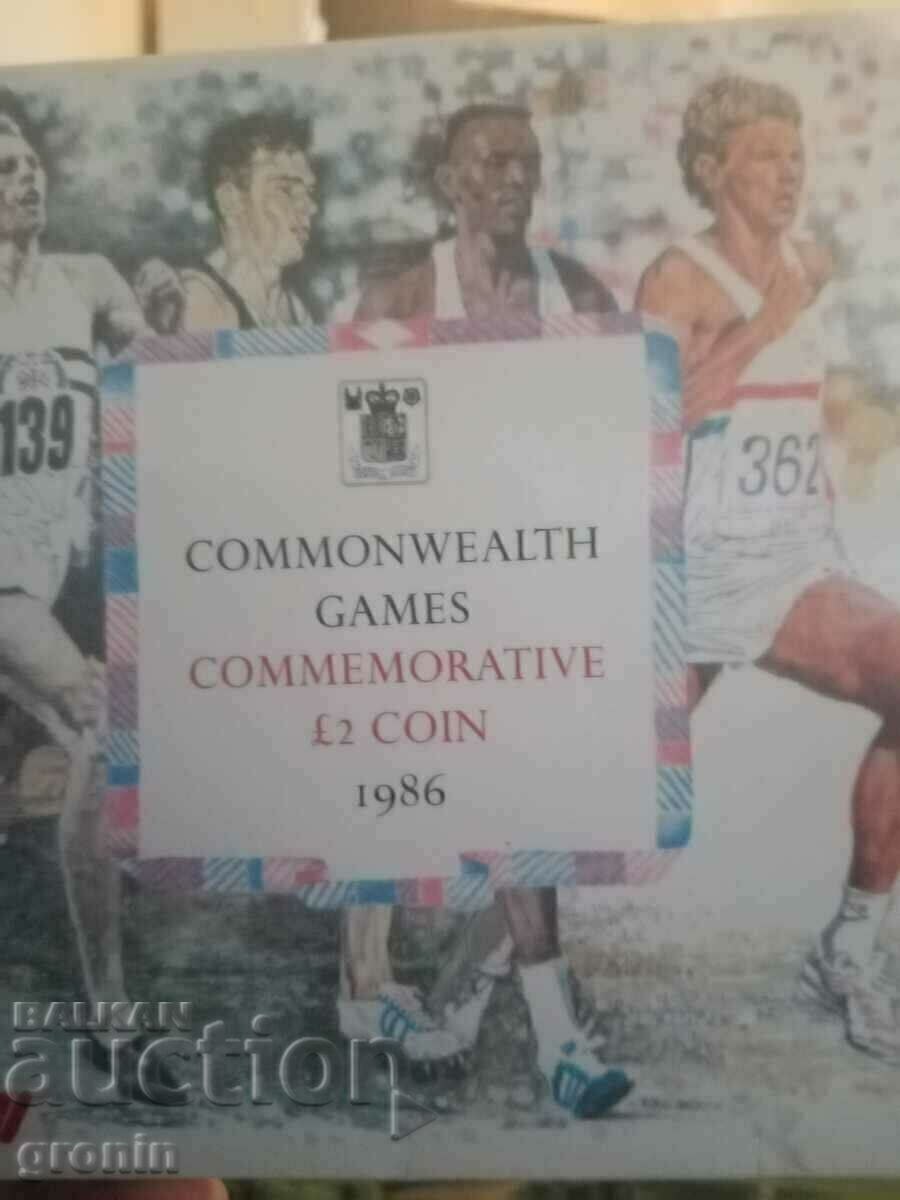 139
362
COMMONWEALTH
GAMES
COMMEMORATIVE
£2 COIN
1986
BALKAN
auction
gronin